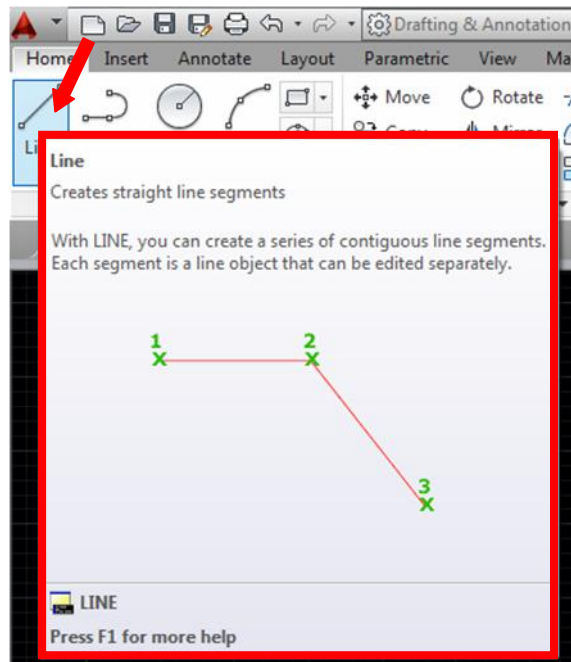 Drafting & Annotation
Home Insert Annotate Layout Parametric View Ma
Move Rotate
Line
Creates straight line segments
With LINE, you can create a series of contiguous line segments.
Each segment is a line object that can be edited separately.
1 2
3
LINE
Press F1 for more help